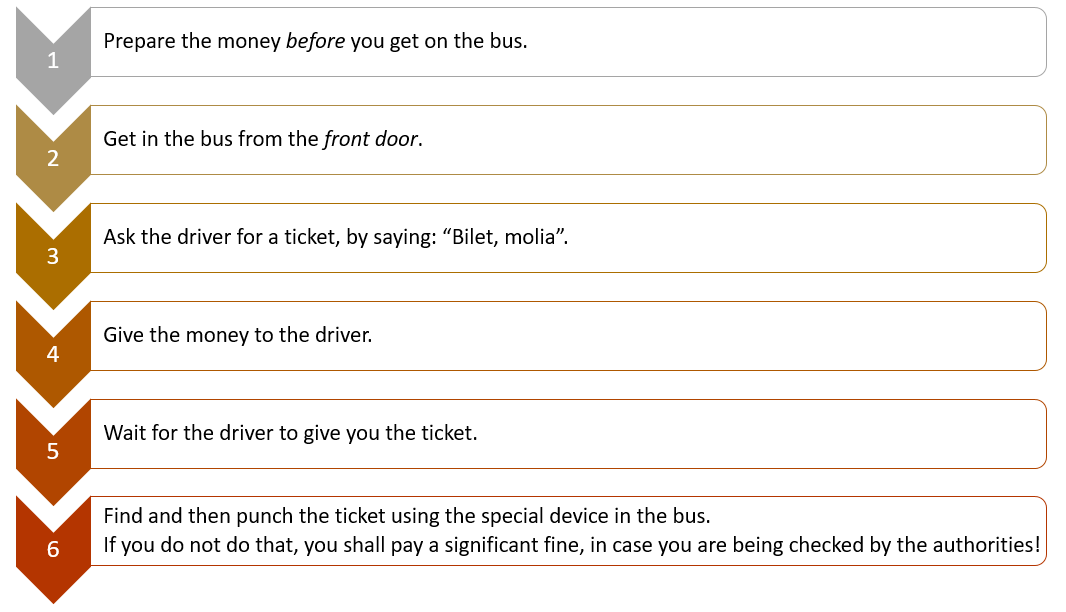 1
Prepare the money before you get on the bus.
2
Get in the bus from the front door.
3
Ask the driver for a ticket, by saying: “Bilet, molia”.
4
Give the money to the driver.
5
Wait for the driver to give you the ticket.
6
Find and then punch the ticket using the special device in the bus.
If you do not do that, you shall pay a significant fine, in case you are being checked by the authorities!